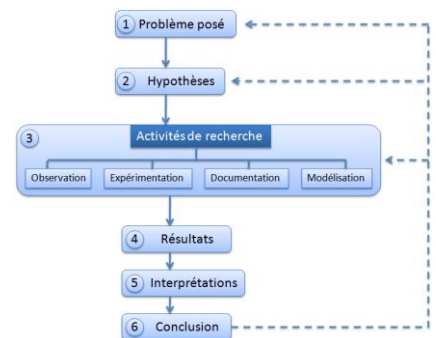 1 Problème posé
2 Hypothèses
3 Activités de recherche
Observation Expérimentation Documentation Modélisation
4 Résultats
5 Interprétations
6 Conclusion